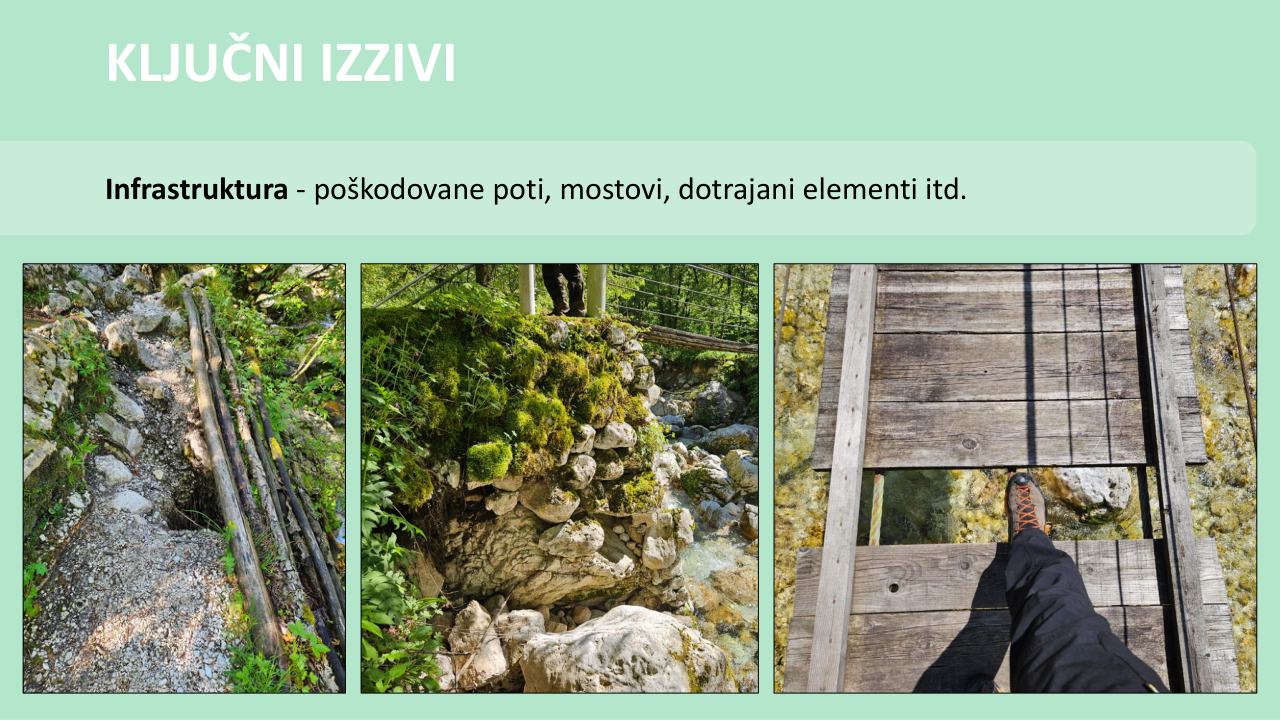 KLJUČNI IZZIVI
Infrastruktura - poškodovane poti, mostovi, dotrajani elementi itd.